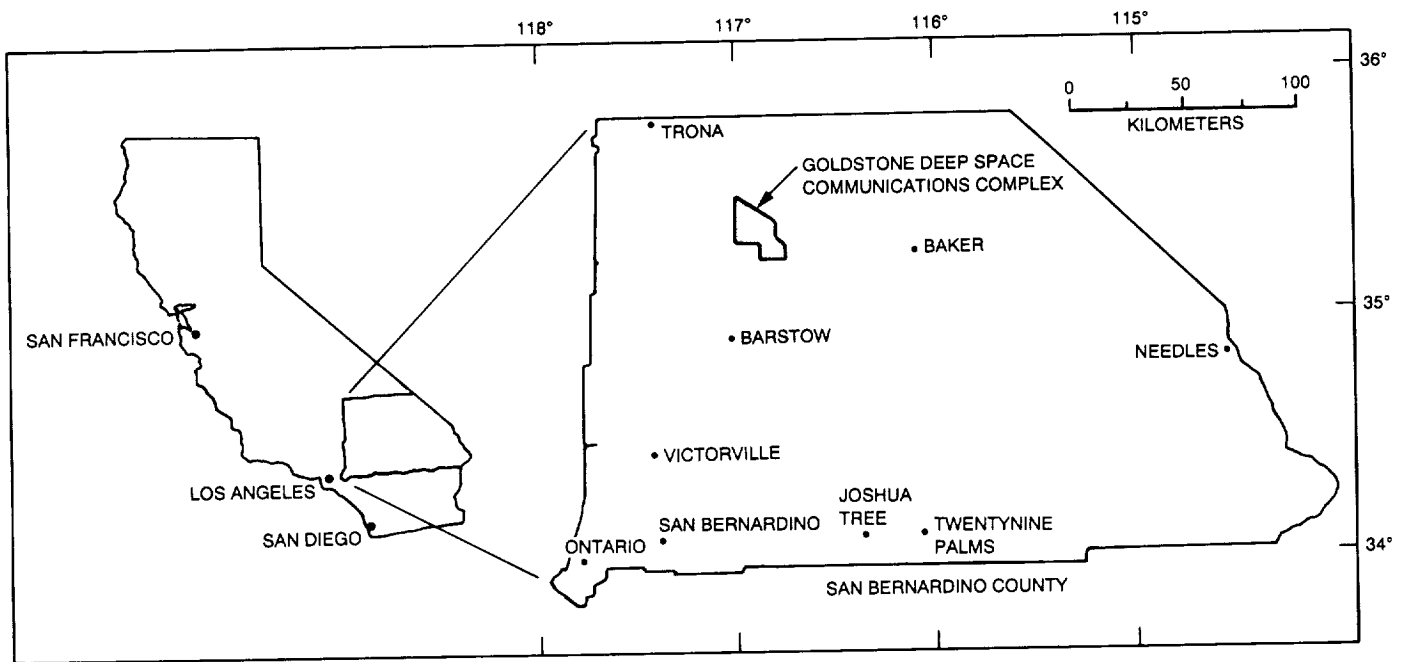 118°
117°
116°
115°
36°
0 50 100
KILOMETERS
TRONA
GOLDSTONE DEEP SPACE
COMMUNICATIONS COMPLEX
BAKER
35°
SAN FRANCISCO
BARSTOW
NEEDLES
VICTORVILLE
LOS ANGELES
JOSHUA
TREE
SAN BERNARDINO
TWENTYNINE
PALMS
SAN DIEGO
ONTARIO
34°
SAN BERNARDINO COUNTY